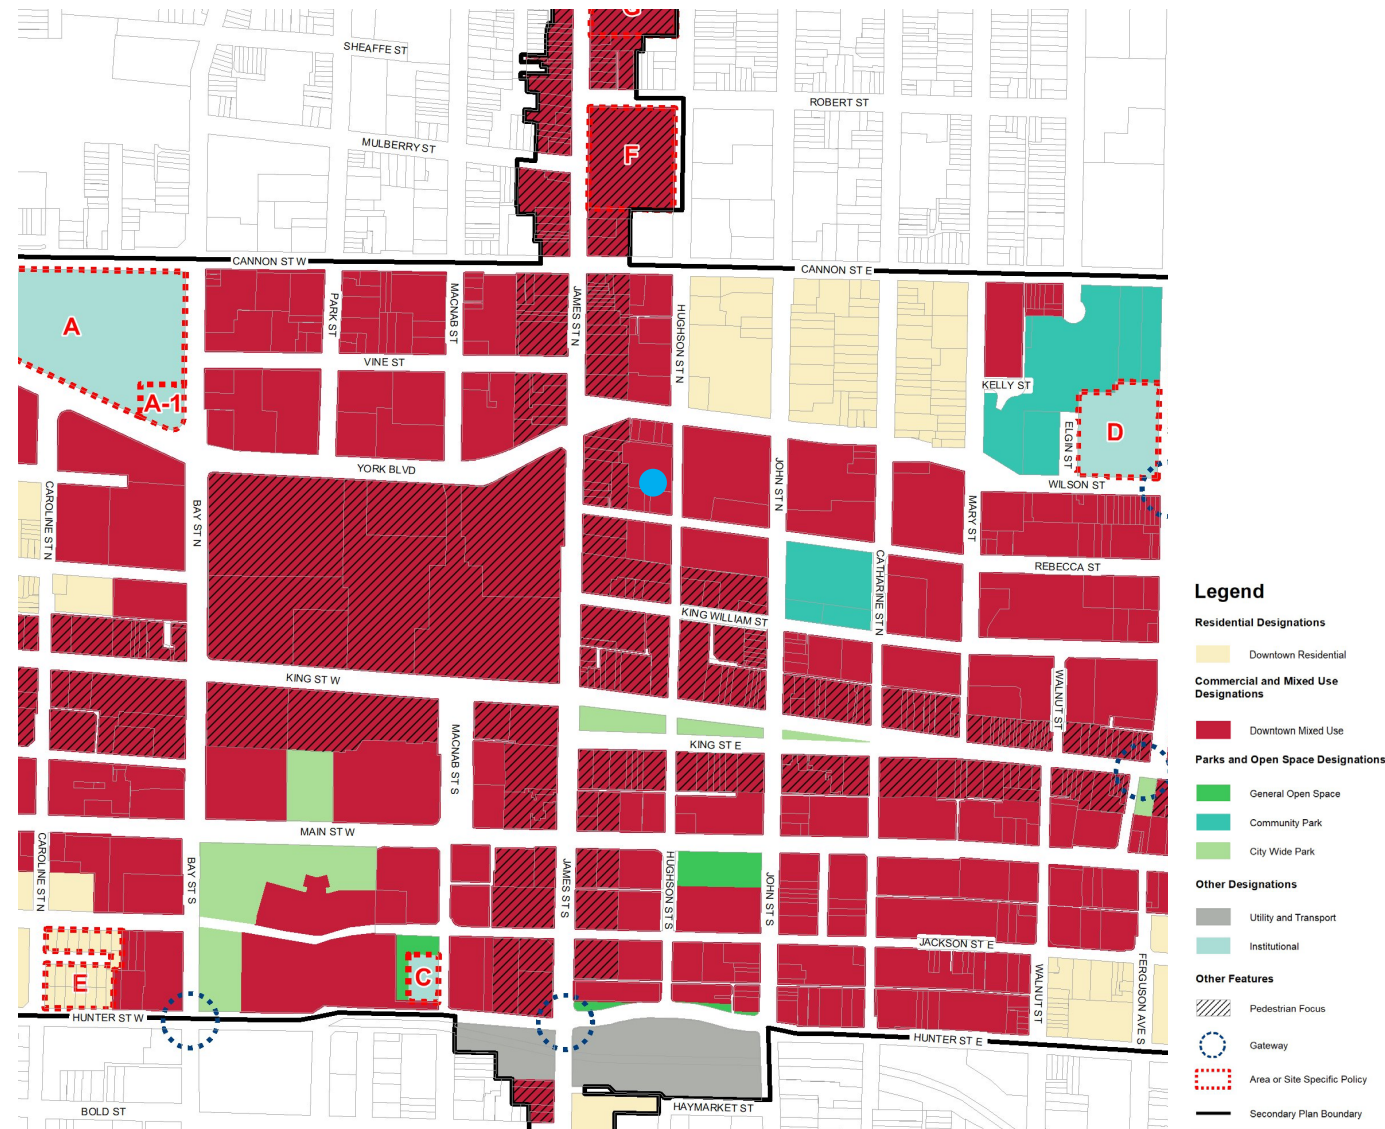 G
SHEAFFE ST
ROBERT ST
MULBERRY ST
F
CANNON ST W
CANNON ST E
A
PARK ST
MACNAB ST
JAMES ST N
HUGHSON ST N
VINE ST
KELLY ST
A-1
D
ELGIN ST
YORK BLVD
WILSON ST
CAROLINE ST N
BAY ST N
JOHN ST N
MARY ST
REBECCA ST
CATHARINE ST N
KING WILLIAM ST
KING ST W
WALNUT ST
MACNAB ST S
KING ST E
MAIN ST W
CAROLINE ST N
BAY ST S
JAMES ST S
HUGHSON ST S
JOHN ST S
JACKSON ST E
E
C
WALNUT ST
FERGUSON AVE S
HUNTER ST W
HUNTER ST E
BOLD ST
HAYMARKET ST
Legend
Residential Designations
Downtown Residential
Commercial and Mixed Use
Designations
Downtown Mixed Use
Parks and Open Space Designations
General Open Space
Community Park
City Wide Park
Other Designations
Utility and Transport
Institutional
Other Features
Pedestrian Focus
Gateway
Area or Site Specific Policy
Secondary Plan Boundary